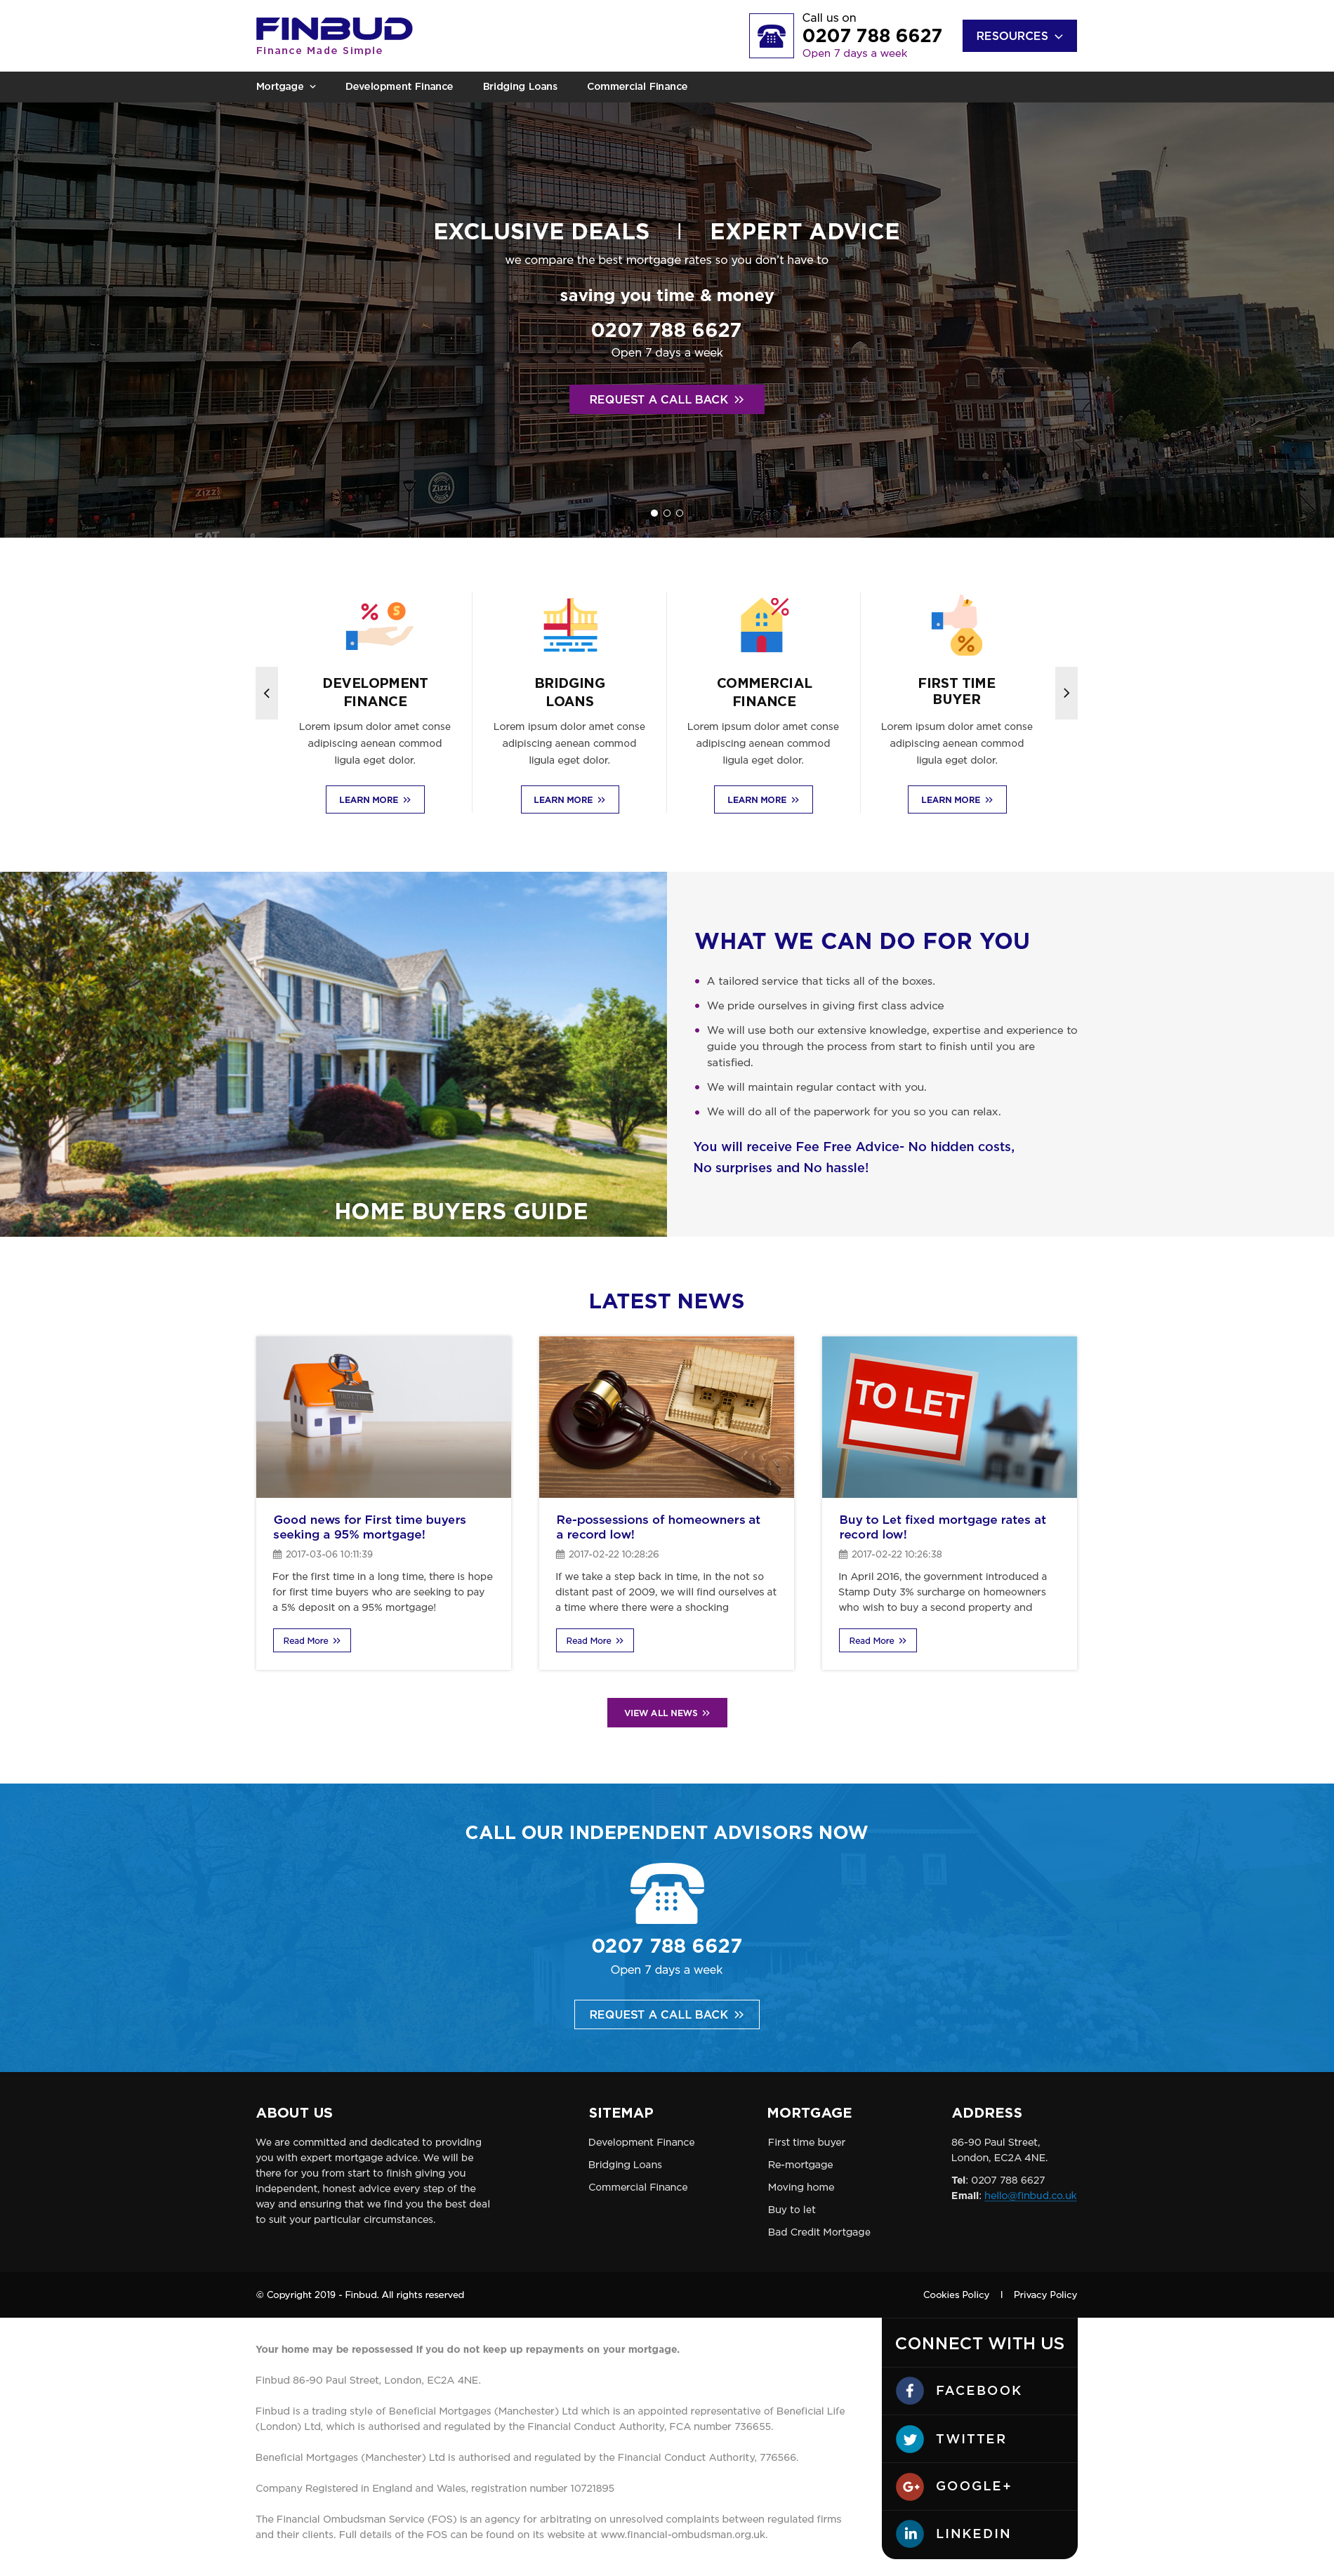 FINBUD
Finance Made Simple
Call us on
0207 788 6627
Open 7 days a week
RESOURCES
Mortgage
Development Finance
Bridging Loans
Commercial Finance
EXCLUSIVE DEALS | EXPERT ADVICE
we compare the best mortgage rates so you don't have to
saving you time & money
0207 788 6627
Open 7 days a week
REQUEST A CALL BACK
Zizzi
Zizzi
EAT
DEVELOPMENT
FINANCE
Lorem ipsum dolor amet conse
adipiscing aenean commod
ligula eget dolor.
LEARN MORE
BRIDGING
LOANS
Lorem ipsum dolor amet conse
adipiscing aenean commod
ligula eget dolor.
LEARN MORE
COMMERCIAL
FINANCE
Lorem ipsum dolor amet conse
adipiscing aenean commod
ligula eget dolor.
LEARN MORE
FIRST TIME
BUYER
Lorem ipsum dolor amet conse
adipiscing aenean commod
ligula eget dolor.
LEARN MORE
HOME BUYERS GUIDE
WHAT WE CAN DO FOR YOU
A tailored service that ticks all of the boxes.
We pride ourselves in giving first class advice
We will use both our extensive knowledge, expertise and experience to
guide you through the process from start to finish until you are
satisfied.
We will maintain regular contact with you.
We will do all of the paperwork for you so you can relax.
You will receive Fee Free Advice- No hidden costs,
No surprises and No hassle!
LATEST NEWS
FIRST TIME
BUYER
Good news for First time buyers
seeking a 95% mortgage!
2017-03-06 10:11:39
For the first time in a long time, there is hope
for first time buyers who are seeking to pay
a 5% deposit on a 95% mortgage!
Read More
Re-possessions of homeowners at
a record low!
2017-02-22 10:28:26
If we take a step back in time, in the not so
distant past of 2009, we will find ourselves at
a time where there were a shocking
Read More
TO LET
Buy to Let fixed mortgage rates at
record low!
2017-02-22 10:26:38
In April 2016, the government introduced a
Stamp Duty 3% surcharge on homeowners
who wish to buy a second property and
Read More
VIEW ALL NEWS
CALL OUR INDEPENDENT ADVISORS NOW
0207 788 6627
Open 7 days a week
REQUEST A CALL BACK
ABOUT US
We are committed and dedicated to providing
you with expert mortgage advice. We will be
there for you from start to finish giving you
independent, honest advice every step of the
way and ensuring that we find you the best deal
to suit your particular circumstances.
SITEMAP
Development Finance
Bridging Loans
Commercial Finance
MORTGAGE
First time buyer
Re-mortgage
Moving home
Buy to let
Bad Credit Mortgage
ADDRESS
86-90 Paul Street,
London, EC2A 4NE.
Tel: 0207 788 6627
Email: hello@finbud.co.uk
© Copyright 2019 - Finbud. All rights reserved
Cookies Policy | Privacy Policy
Your home may be repossessed if you do not keep up repayments on your mortgage.
Finbud 86-90 Paul Street, London, EC2A 4NE.
Finbud is a trading style of Beneficial Mortgages (Manchester) Ltd which is an appointed representative of Beneficial Life
(London) Ltd, which is authorised and regulated by the Financial Conduct Authority, FCA number 736655.
Beneficial Mortgages (Manchester) Ltd is authorised and regulated by the Financial Conduct Authority, 776566.
Company Registered in England and Wales, registration number 10721895
The Financial Ombudsman Service (FOS) is an agency for arbitrating on unresolved complaints between regulated firms
and their clients. Full details of the FOS can be found on its website at www.financial-ombudsman.org.uk.
CONNECT WITH US
FACEBOOK
TWITTER
GOOGLE+
LINKEDIN